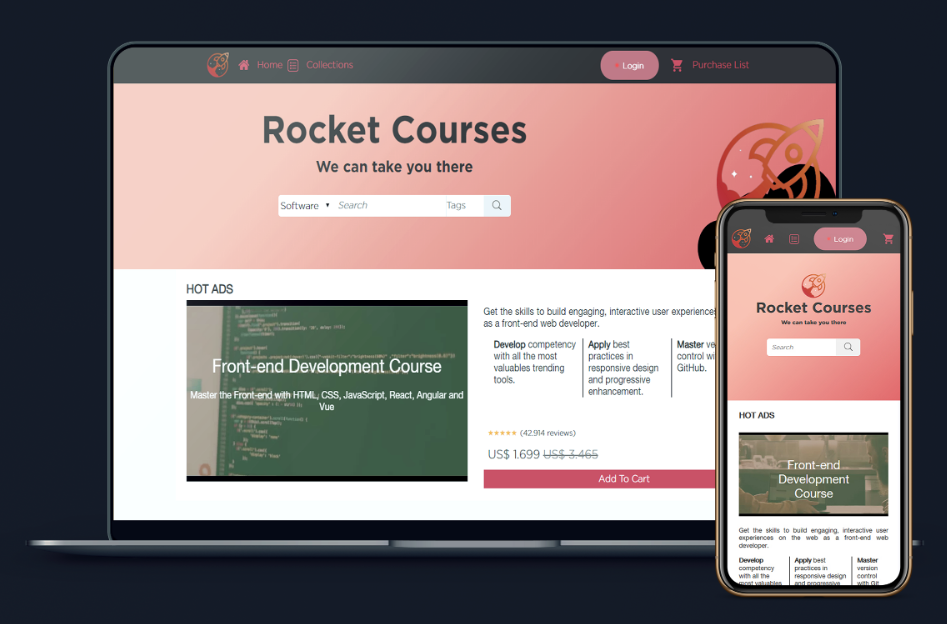 Home
Collections
Login
Purchase List
Rocket Courses
We can take you there
Software
Search
Tags
HOT ADS
Front-end Development Course
Master the Front-end with HTML, CSS, JavaScript, React, Angular and
Vue
Get the skills to build engaging, interactive user experiences
as a front-end web developer.
Develop competency
with all the most
valuables trending
tools.
Apply best
practices in
responsive design
and progressive
enhancement.
Master
control
GitHub.
(42.914 reviews)
US$ 1.699 US$ 3.465
Add To Cart
Login
Rocket Courses
We can take you there
Search
HOT ADS
Front-end
Development
Course
Get the skills to build engaging, interactive user
experiences on the web as a front-end web
developer.
Develop
competency
with all the
most valuables
Apply best
practices in
responsive design
and progressive
Master
version
control
with Git